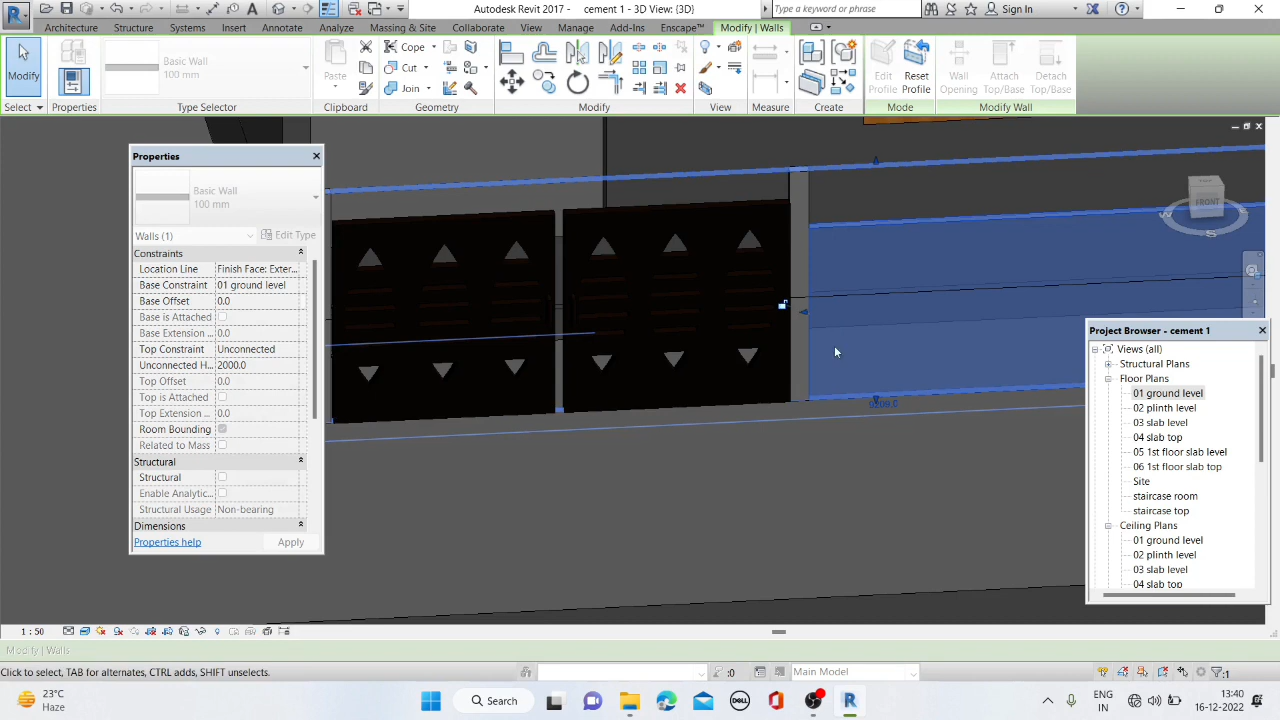 Autodesk Revit 2017 - cement 1 - 3D View: {3D}
Type a keyword or phrase
Sign In
Architecture Structure Systems Insert Annotate Analyze Massing & Site Collaborate View Manage Add-Ins Enscape™ Modify | Walls
Modify
Properties
Basic Wall
100 mm
Paste
Cope
Cut
Join
Edit Profile
Reset Profile
Wall Opening
Attach Top/Base
Detach Top/Base
Select Properties Type Selector Clipboard Geometry Modify View Measure Create Mode Modify Wall
Properties
Basic Wall
100 mm
Walls (1) Edit Type
Constraints
Location Line Finish Face: Exter...
Base Constraint 01 ground level
Base Offset 0.0
Base is Attached
Base Extension ... 0.0
Top Constraint Unconnected
Unconnected H... 2000.0
Top Offset 0.0
Top is Attached
Top Extension ... 0.0
Room Bounding
Related to Mass
Structural
Structural
Enable Analytic...
Structural Usage Non-bearing
Dimensions
Properties help Apply
FRONT
W
S
Project Browser - cement 1
Views (all)
Structural Plans
Floor Plans
01 ground level
02 plinth level
03 slab level
04 slab top
05 1st floor slab level
06 1st floor slab top
Site
staircase room
staircase top
Ceiling Plans
01 ground level
02 plinth level
03 slab level
04 slab top
1 : 50
Modify | Walls
Click to select, TAB for alternates, CTRL adds, SHIFT unselects.
:0
Main Model
:1
23°C
Haze
Search
ENG
IN
13:40
16-12-2022